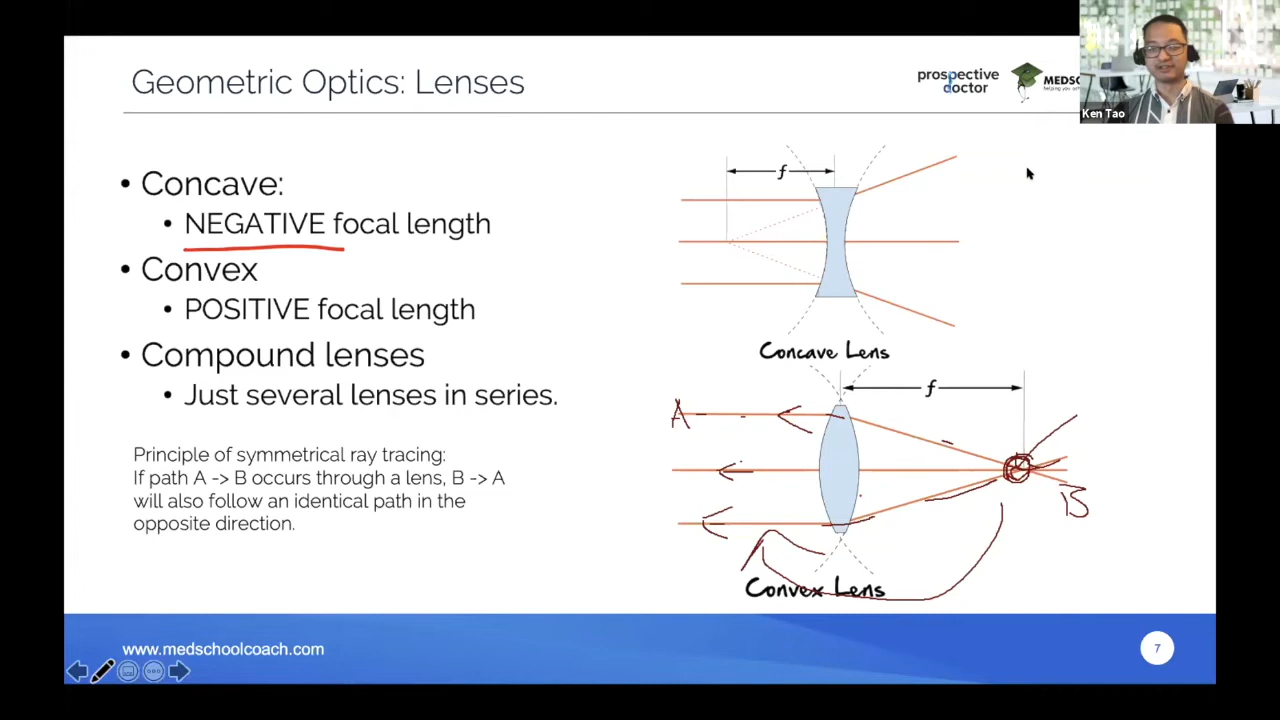 Geometric Optics: Lenses
prospective
doctor
MEDSC
Ken Tao
• Concave:
• NEGATIVE focal length
• Convex
• POSITIVE focal length
• Compound lenses
• Just several lenses in series.
Principle of symmetrical ray tracing:
If path A -> B occurs through a lens, B -> A
will also follow an identical path in the
opposite direction.
f
Concave Lens
f
A
B
Convex Lens
www.medschoolcoach.com
7